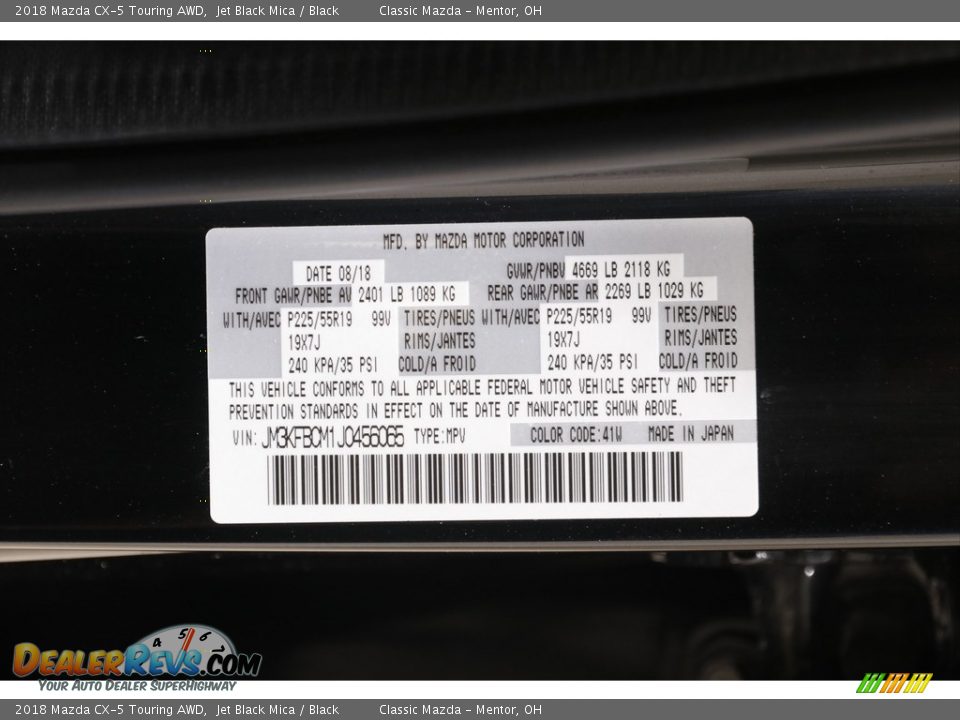 2018 Mazda CX-5 Touring AWD, Jet Black Mica / Black Classic Mazda - Mentor, OH
MFD. BY MAZDA MOTOR CORPORATION
DATE 08/18 GVWR/PNBV 4669 LB 2118 KG
FRONT GAWR/PNBE AV 2401 LB 1089 KG REAR GAWR/PNBE AR 2269 LB 1029 KG
WITH/AVEC P225/55R19 99V TIRES/PNEUS WITH/AVEC P225/55R19 99V TIRES/PNEUS
19X7J RIMS/JANTES 19X7J RIMS/JANTES
240 KPA/35 PSI COLD/A FROID 240 KPA/35 PSI COLD/A FROID
THIS VEHICLE CONFORMS TO ALL APPLICABLE FEDERAL MOTOR VEHICLE SAFETY AND THEFT
PREVENTION STANDARDS IN EFFECT ON THE DATE OF MANUFACTURE SHOWN ABOVE.
VIN: JM3KFBCM1J0456065 TYPE:MPV COLOR CODE:41W MADE IN JAPAN
4 5 6 7
DEALERREVS.COM
YOUR AUTO DEALER SUPERHIGHWAY
2018 Mazda CX-5 Touring AWD, Jet Black Mica / Black Classic Mazda - Mentor, OH